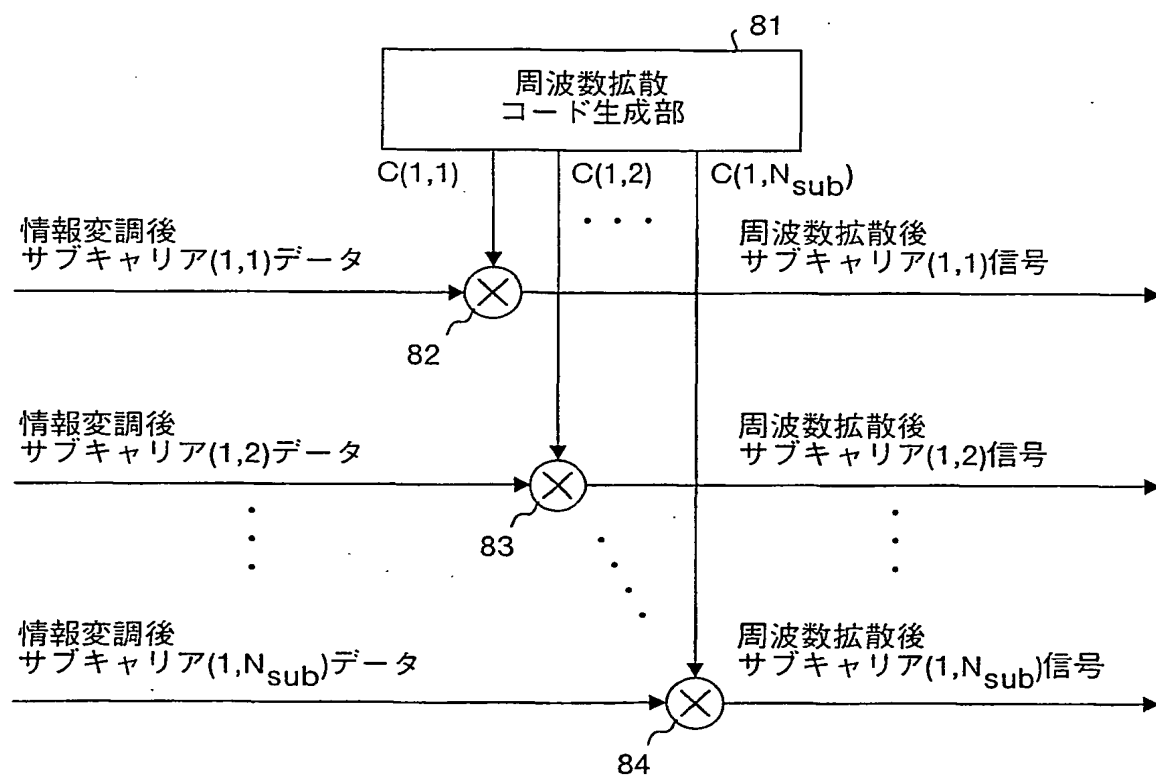 81
周波数拡散
コード生成部
C(1,1)
C(1,2)
C(1,Nsub)
・・・
情報変調後
サブキャリア(1,1)データ
周波数拡散後
サブキャリア(1,1)信号
82
情報変調後
サブキャリア(1,2)データ
周波数拡散後
サブキャリア(1,2)信号
83
情報変調後
サブキャリア(1,Nsub)データ
周波数拡散後
サブキャリア(1,Nsub)信号
84